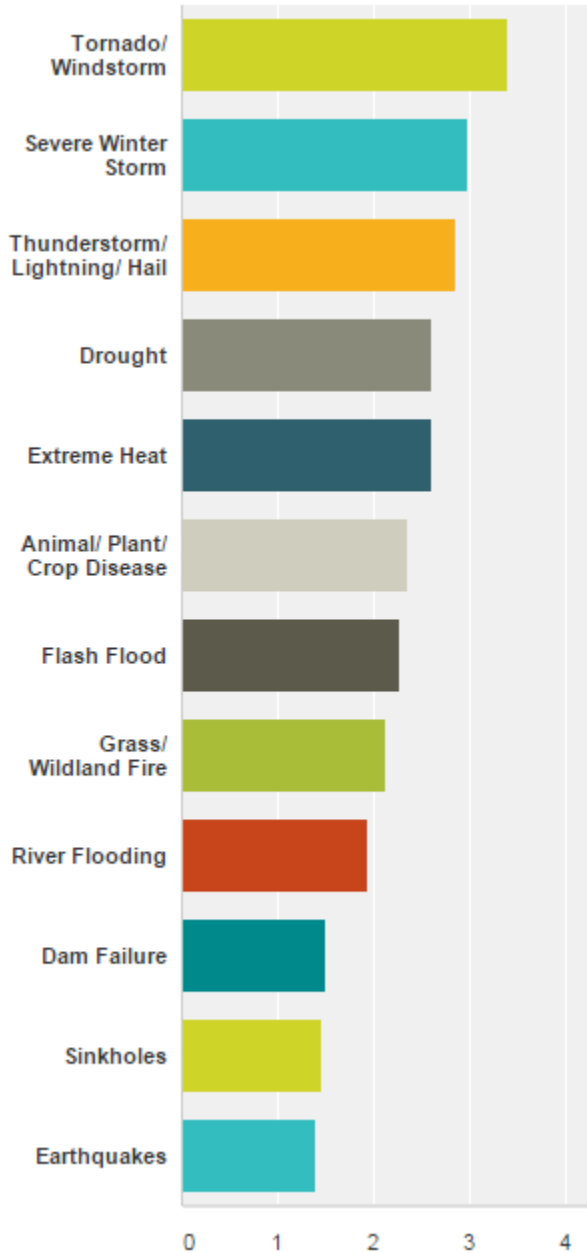 Tornado/
Windstorm
Severe Winter
Storm
Thunderstorm/
Lightning/ Hail
Drought
Extreme Heat
Animal/ Plant/
Crop Disease
Flash Flood
Grass/
Wildland Fire
River Flooding
Dam Failure
Sinkholes
Earthquakes
0 1 2 3 4